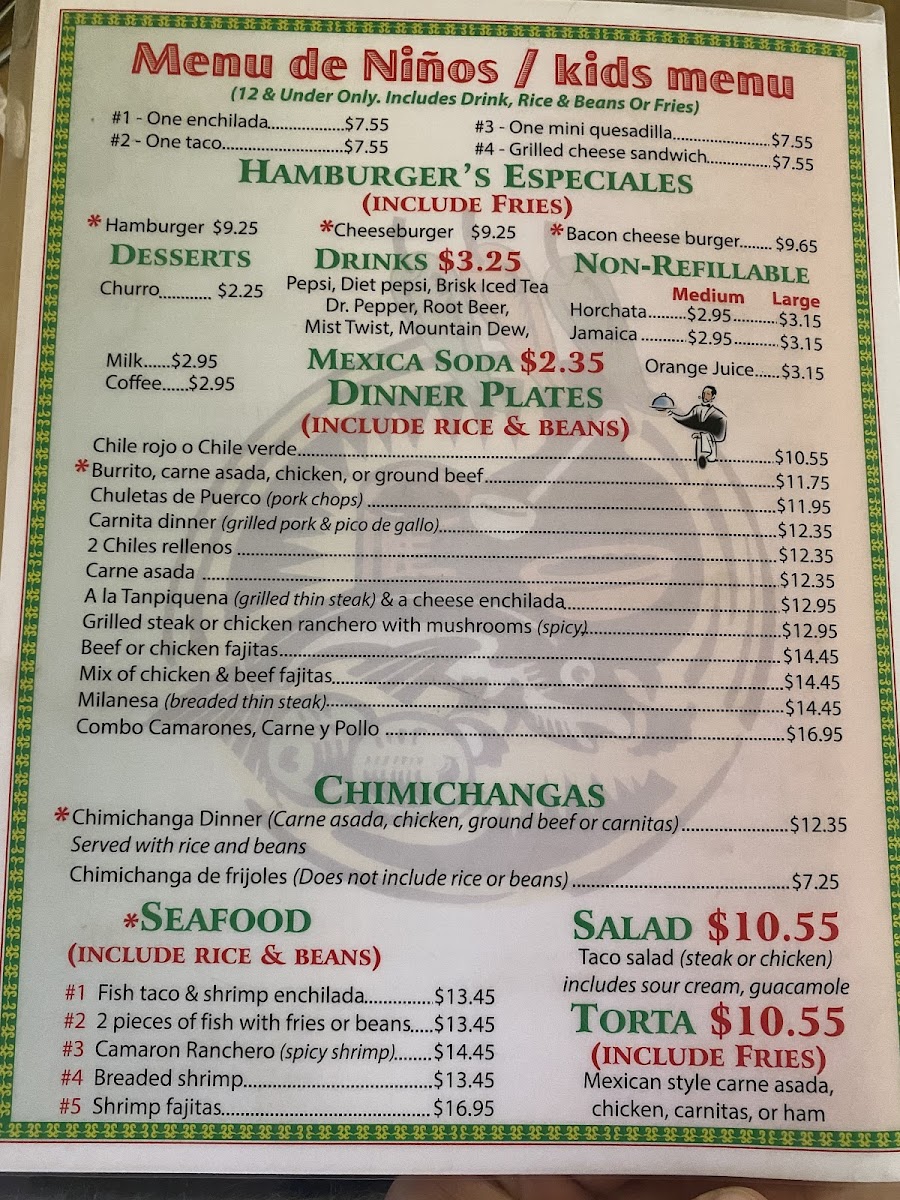 Menu de Niños / kids menu
(12 & Under Only. Includes Drink, Rice & Beans Or Fries)
#1 - One enchilada..................$7.55
#2 - One taco............................$7.55
#3 - One mini quesadilla......................$7.55
#4 - Grilled cheese sandwich..............$7.55
HAMBURGER'S ESPECIALES
(INCLUDE FRIES)
*Hamburger $9.25
*Cheeseburger $9.25
*Bacon cheese burger........ $9.65
DESSERTS
Churro............ $2.25
Milk......$2.95
Coffee......$2.95
DRINKS $3.25
Pepsi, Diet pepsi, Brisk Iced Tea
Dr. Pepper, Root Beer,
Mist Twist, Mountain Dew,
MEXICA SODA $2.35
NON-REFILLABLE
Medium Large
Horchata.........$2.95..........$3.15
Jamaica ..........$2.95..........$3.15
Orange Juice......$3.15
DINNER PLATES
(INCLUDE RICE & BEANS)
Chile rojo o Chile verde..........$10.55
*Burrito, carne asada, chicken, or ground beef..........$11.75
Chuletas de Puerco (pork chops) ..........$11.95
Carnita dinner (grilled pork & pico de gallo)..........$12.35
2 Chiles rellenos ..........$12.35
Carne asada ..........$12.35
A la Tanpiquena (grilled thin steak) & a cheese enchilada..........$12.95
Grilled steak or chicken ranchero with mushrooms (spicy)..........$12.95
Beef or chicken fajitas..........$14.45
Mix of chicken & beef fajitas..........$14.45
Milanesa (breaded thin steak)..........$14.45
Combo Camarones, Carne y Pollo ..........$16.95
CHIMICHANGAS
*Chimichanga Dinner (Carne asada, chicken, ground beef or carnitas)..........$12.35
Served with rice and beans
Chimichanga de frijoles (Does not include rice or beans) ..........$7.25
*SEAFOOD
(INCLUDE RICE & BEANS)
#1 Fish taco & shrimp enchilada.............$13.45
#2 2 pieces of fish with fries or beans.....$13.45
#3 Camaron Ranchero (spicy shrimp)........$14.45
#4 Breaded shrimp...................................$13.45
#5 Shrimp fajitas.......................................$16.95
SALAD $10.55
Taco salad (steak or chicken)
includes sour cream, guacamole
TORTA $10.55
(INCLUDE FRIES)
Mexican style carne asada,
chicken, carnitas, or ham